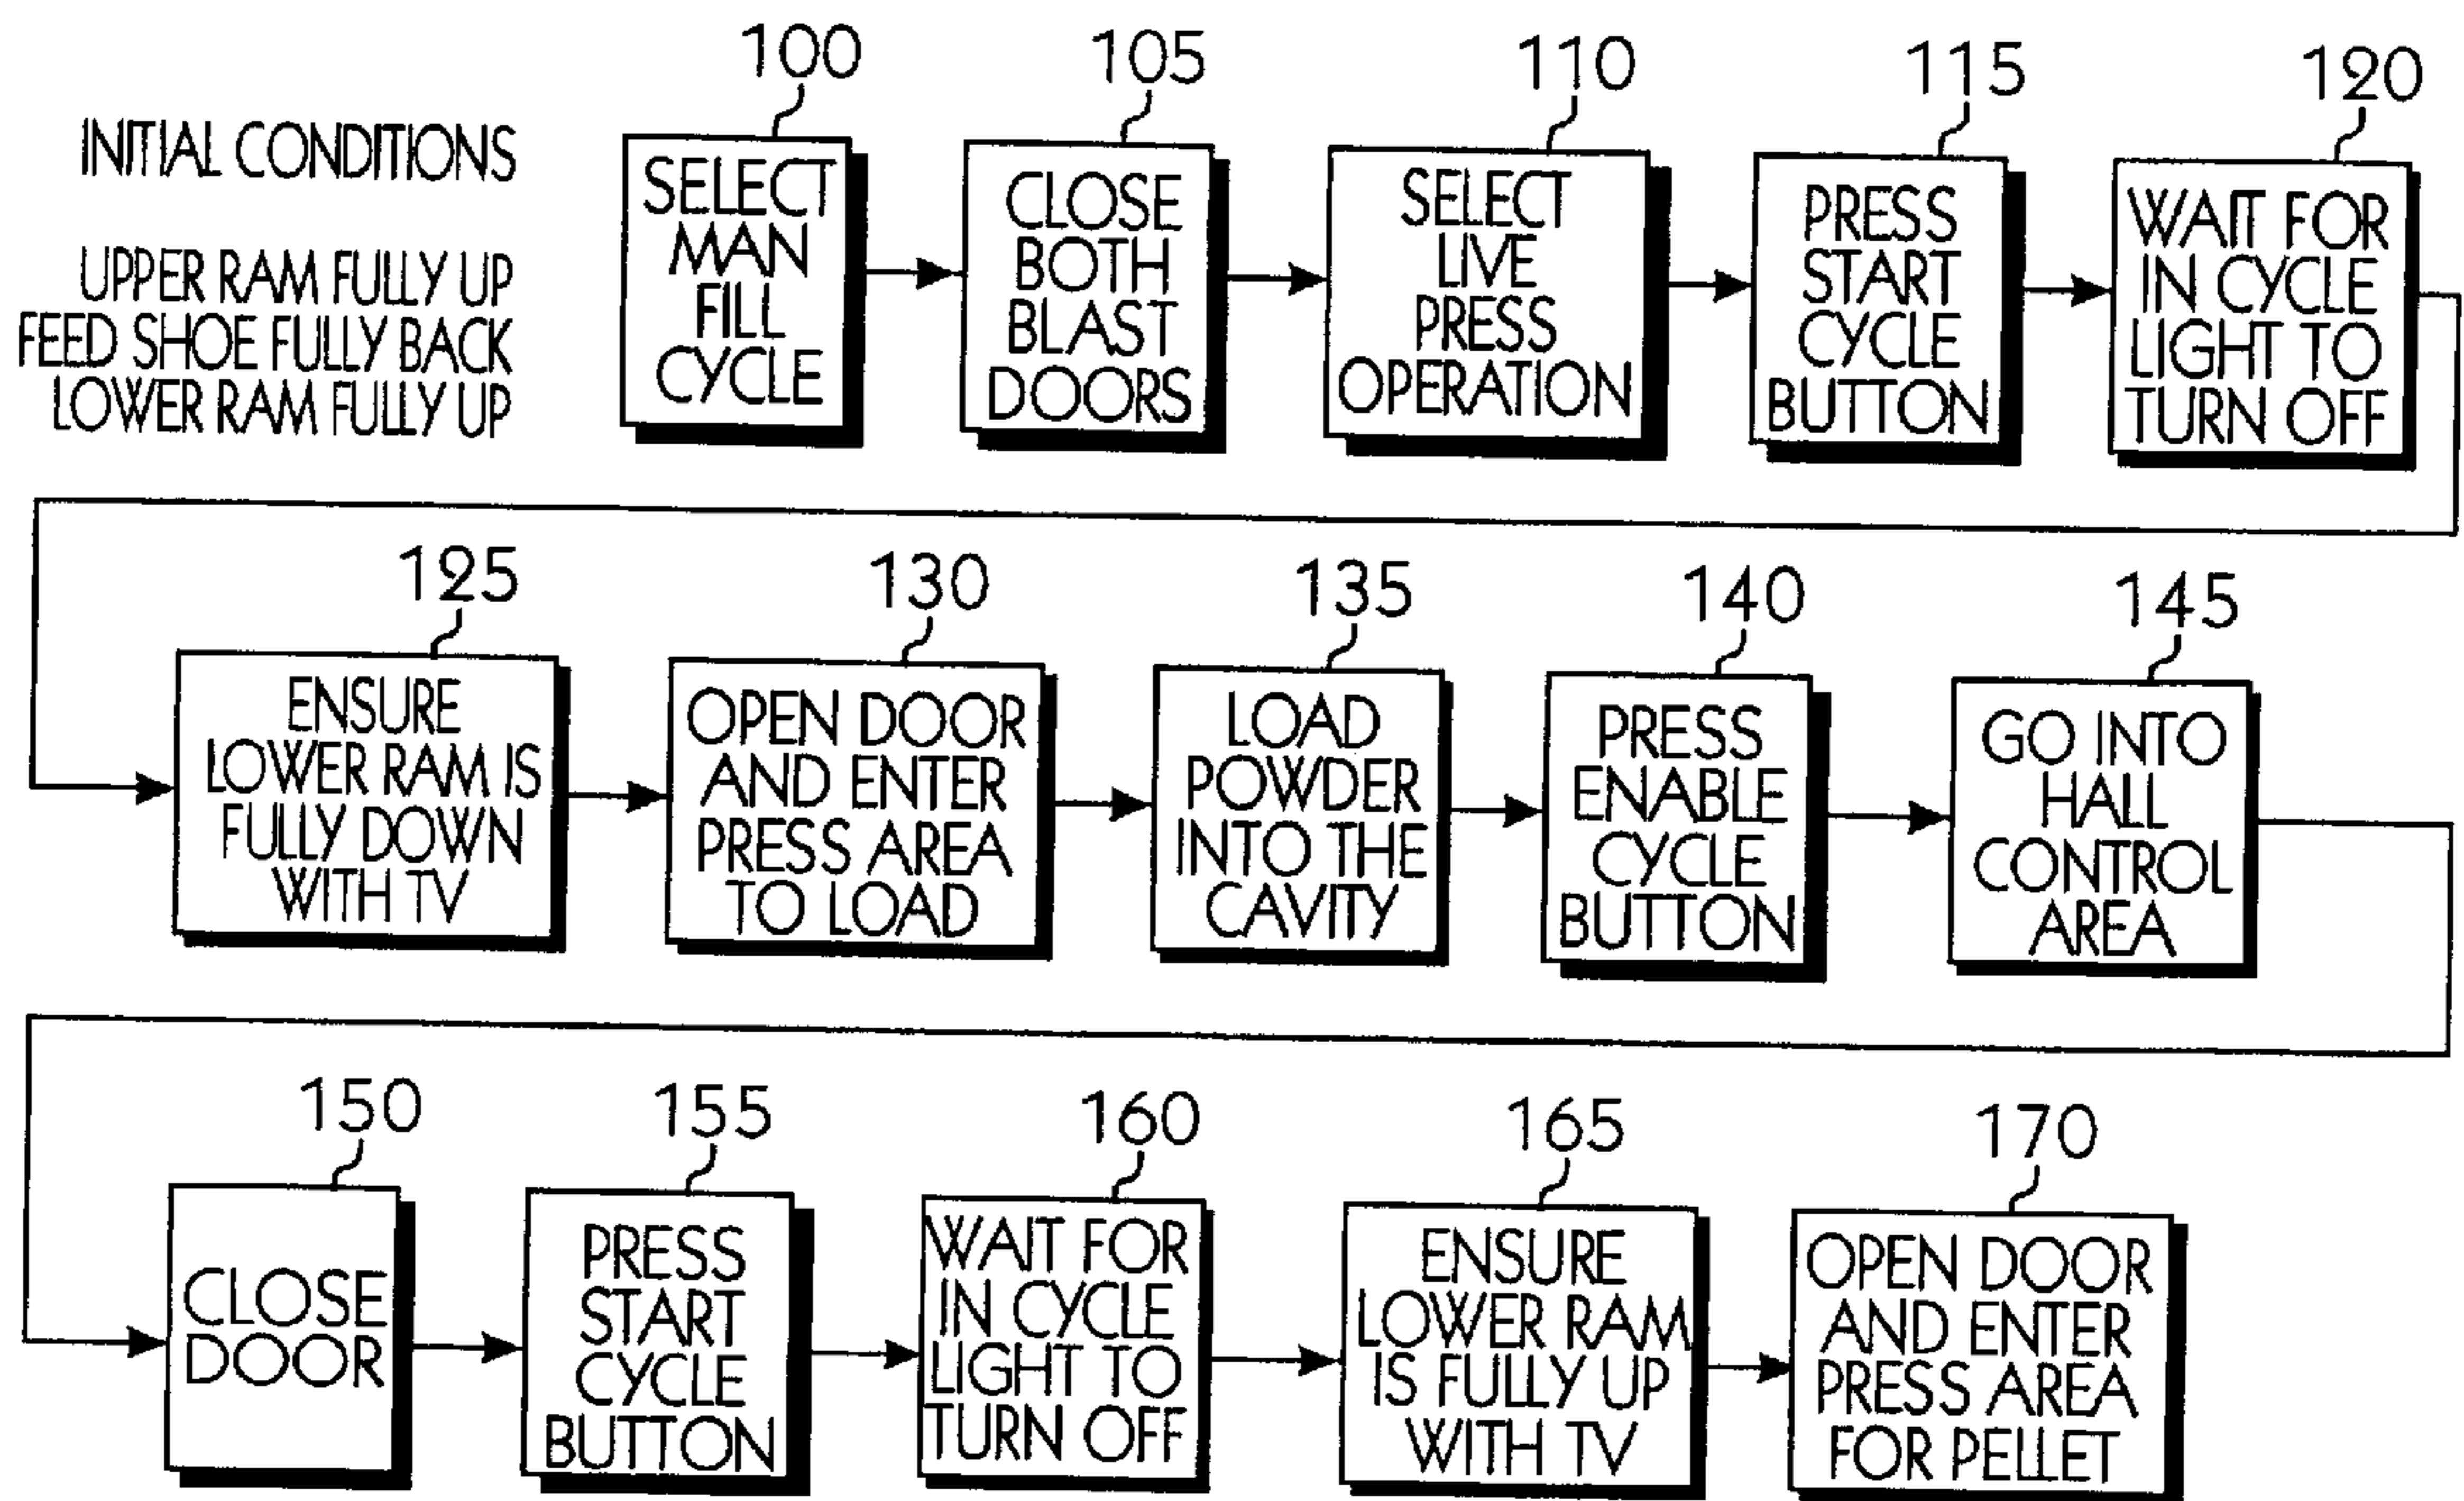 INITIAL CONDITIONS
UPPER RAM FULLY UP
FEED SHOE FULLY BACK
LOWER RAM FULLY UP
100
SELECT
MAN
FILL
CYCLE
105
CLOSE
BOTH
BLAST
DOORS
110
SELECT
LIVE
PRESS
OPERATION
115
PRESS
START
CYCLE
BUTTON
120
WAIT FOR
IN CYCLE
LIGHT TO
TURN OFF
125
ENSURE
LOWER RAM IS
FULLY DOWN
WITH TV
130
OPEN DOOR
AND ENTER
PRESS AREA
TO LOAD
135
LOAD
POWDER
INTO THE
CAVITY
140
PRESS
ENABLE
CYCLE
BUTTON
145
GO INTO
HALL
CONTROL
AREA
150
CLOSE
DOOR
155
PRESS
START
CYCLE
BUTTON
160
WAIT FOR
IN CYCLE
LIGHT TO
TURN OFF
165
ENSURE
LOWER RAM
IS FULLY UP
WITH TV
170
OPEN DOOR
AND ENTER
PRESS AREA
FOR PELLET